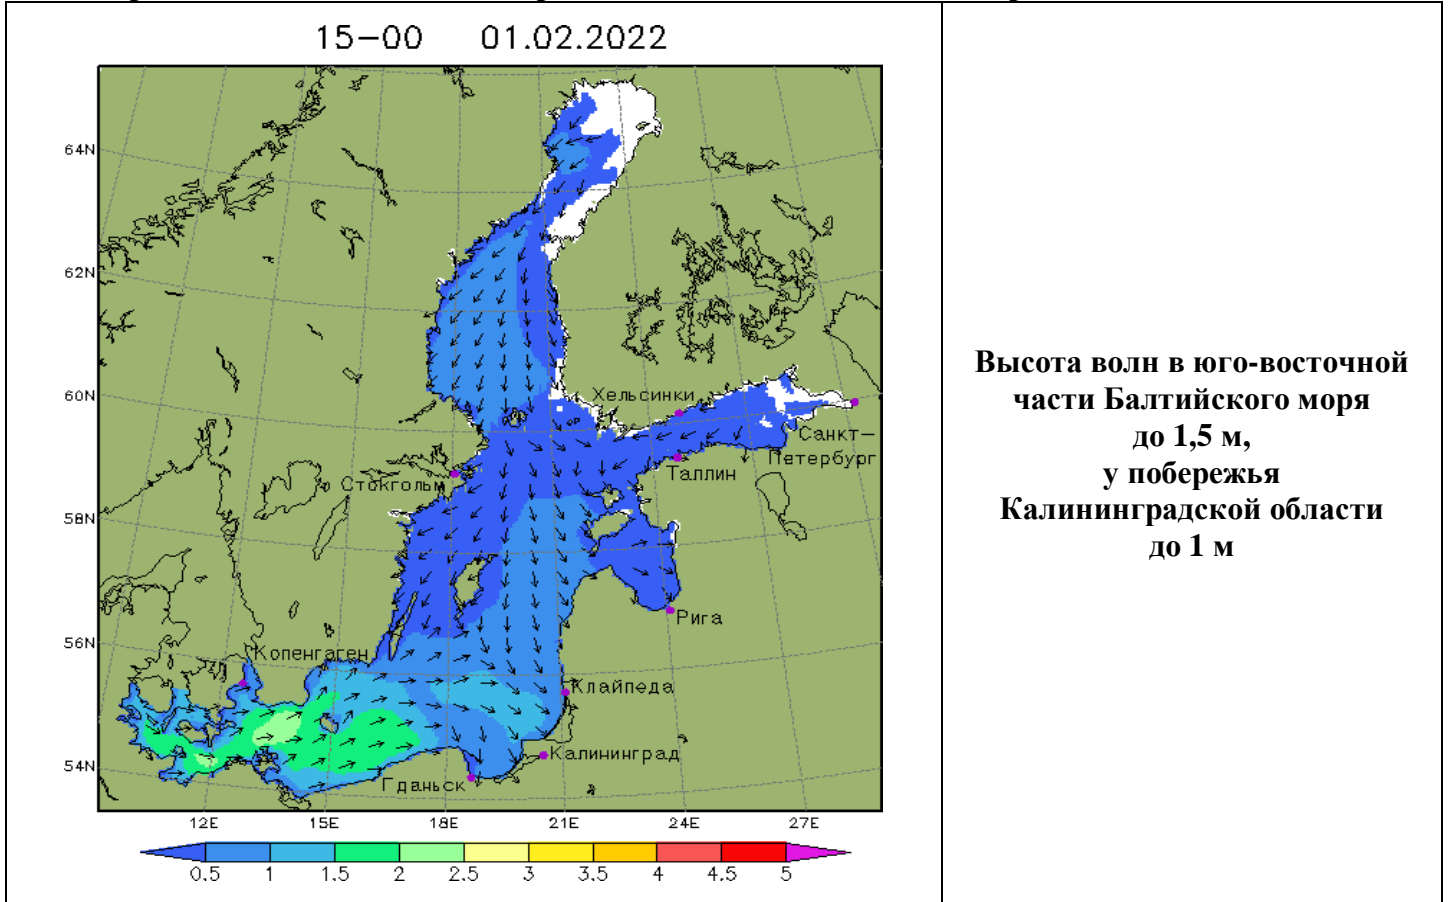 15-00 01.02.2022
64N
62N
60N
58N
56N
54N
Хельсинки
Санкт-
Петербург
Таллин
Стокгольм
Рига
Копенгаген
Клайпеда
Калининград
Гданьск
12E 15E 18E 21E 24E 27E
0.5 1 1.5 2 2.5 3 3.5 4 4.5 5
Высота волн в юго-восточной
части Балтийского моря
до 1,5 м,
у побережья
Калининградской области
до 1 м